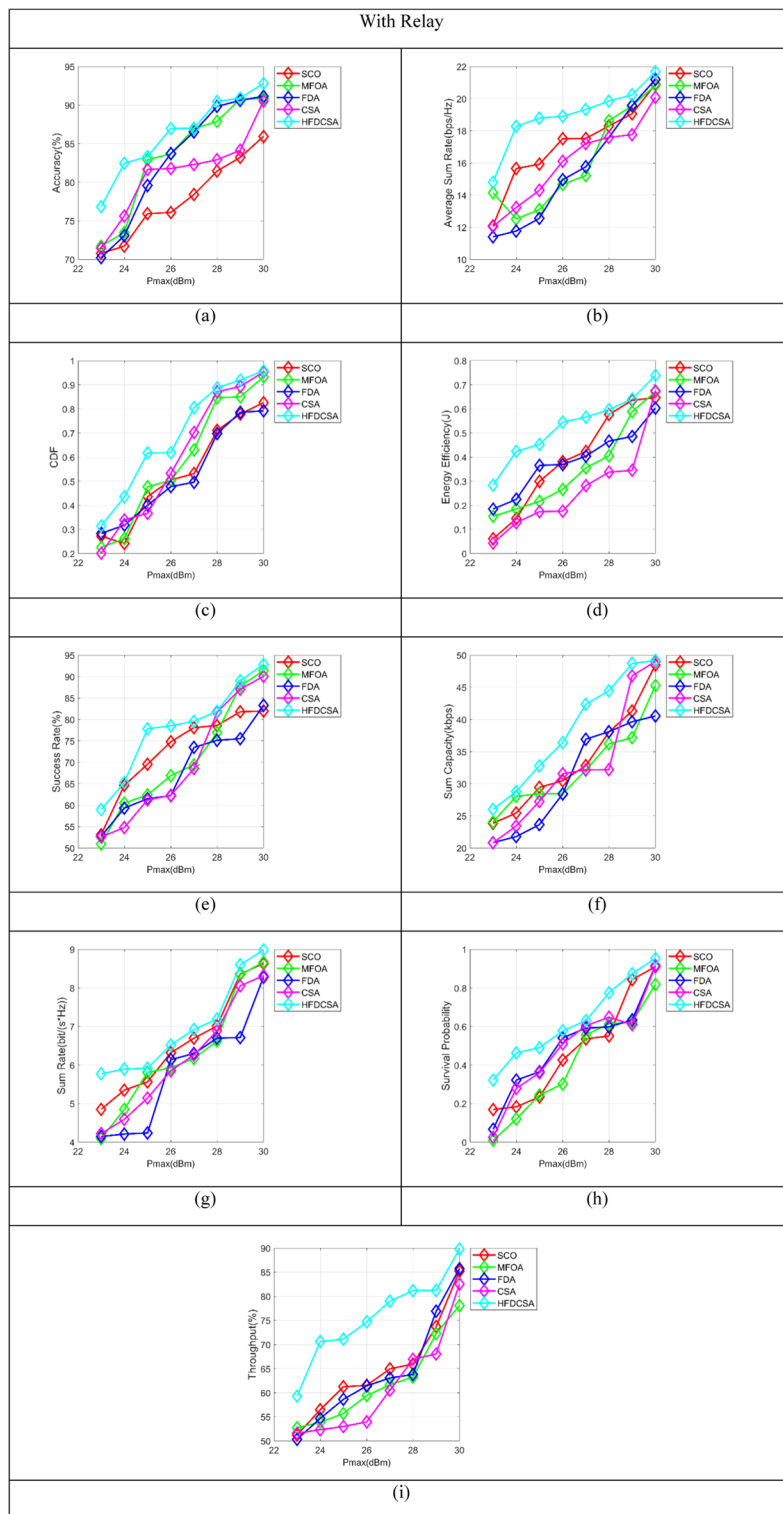 With Relay
95
90
85
80
75
70
22
24
26
28
30
Accuracy(%)
Pmax(dBm)
SCO
MFOA
FDA
CSA
HFDCSA
(a)
22
20
18
16
14
12
10
22
24
26
28
30
Average Sum Rate(bps/Hz)
Pmax(dBm)
SCO
MFOA
FDA
CSA
HFDCSA
(b)
1
0.9
0.8
0.7
0.6
0.5
0.4
0.3
0.2
22
24
26
28
30
CDF
Pmax(dBm)
SCO
MFOA
FDA
CSA
HFDCSA
(c)
0.8
0.7
0.6
0.5
0.4
0.3
0.2
0.1
0
22
24
26
28
30
Energy Efficiency(J)
Pmax(dBm)
SCO
MFOA
FDA
CSA
HFDCSA
(d)
95
90
85
80
75
70
65
60
55
50
22
24
26
28
30
Success Rate(%)
Pmax(dBm)
SCO
MFOA
FDA
CSA
HFDCSA
(e)
50
45
40
35
30
25
20
22
24
26
28
30
Sum Capacity(kbps)
Pmax(dBm)
SCO
MFOA
FDA
CSA
HFDCSA
(f)
9
8
7
6
5
4
22
24
26
28
30
Sum Rate(bit/(s*Hz))
Pmax(dBm)
SCO
MFOA
FDA
CSA
HFDCSA
(g)
1
0.8
0.6
0.4
0.2
0
22
24
26
28
30
Survival Probability
Pmax(dBm)
SCO
MFOA
FDA
CSA
HFDCSA
(h)
90
85
80
75
70
65
60
55
50
22
24
26
28
30
Throughput(%)
Pmax(dBm)
SCO
MFOA
FDA
CSA
HFDCSA
(i)